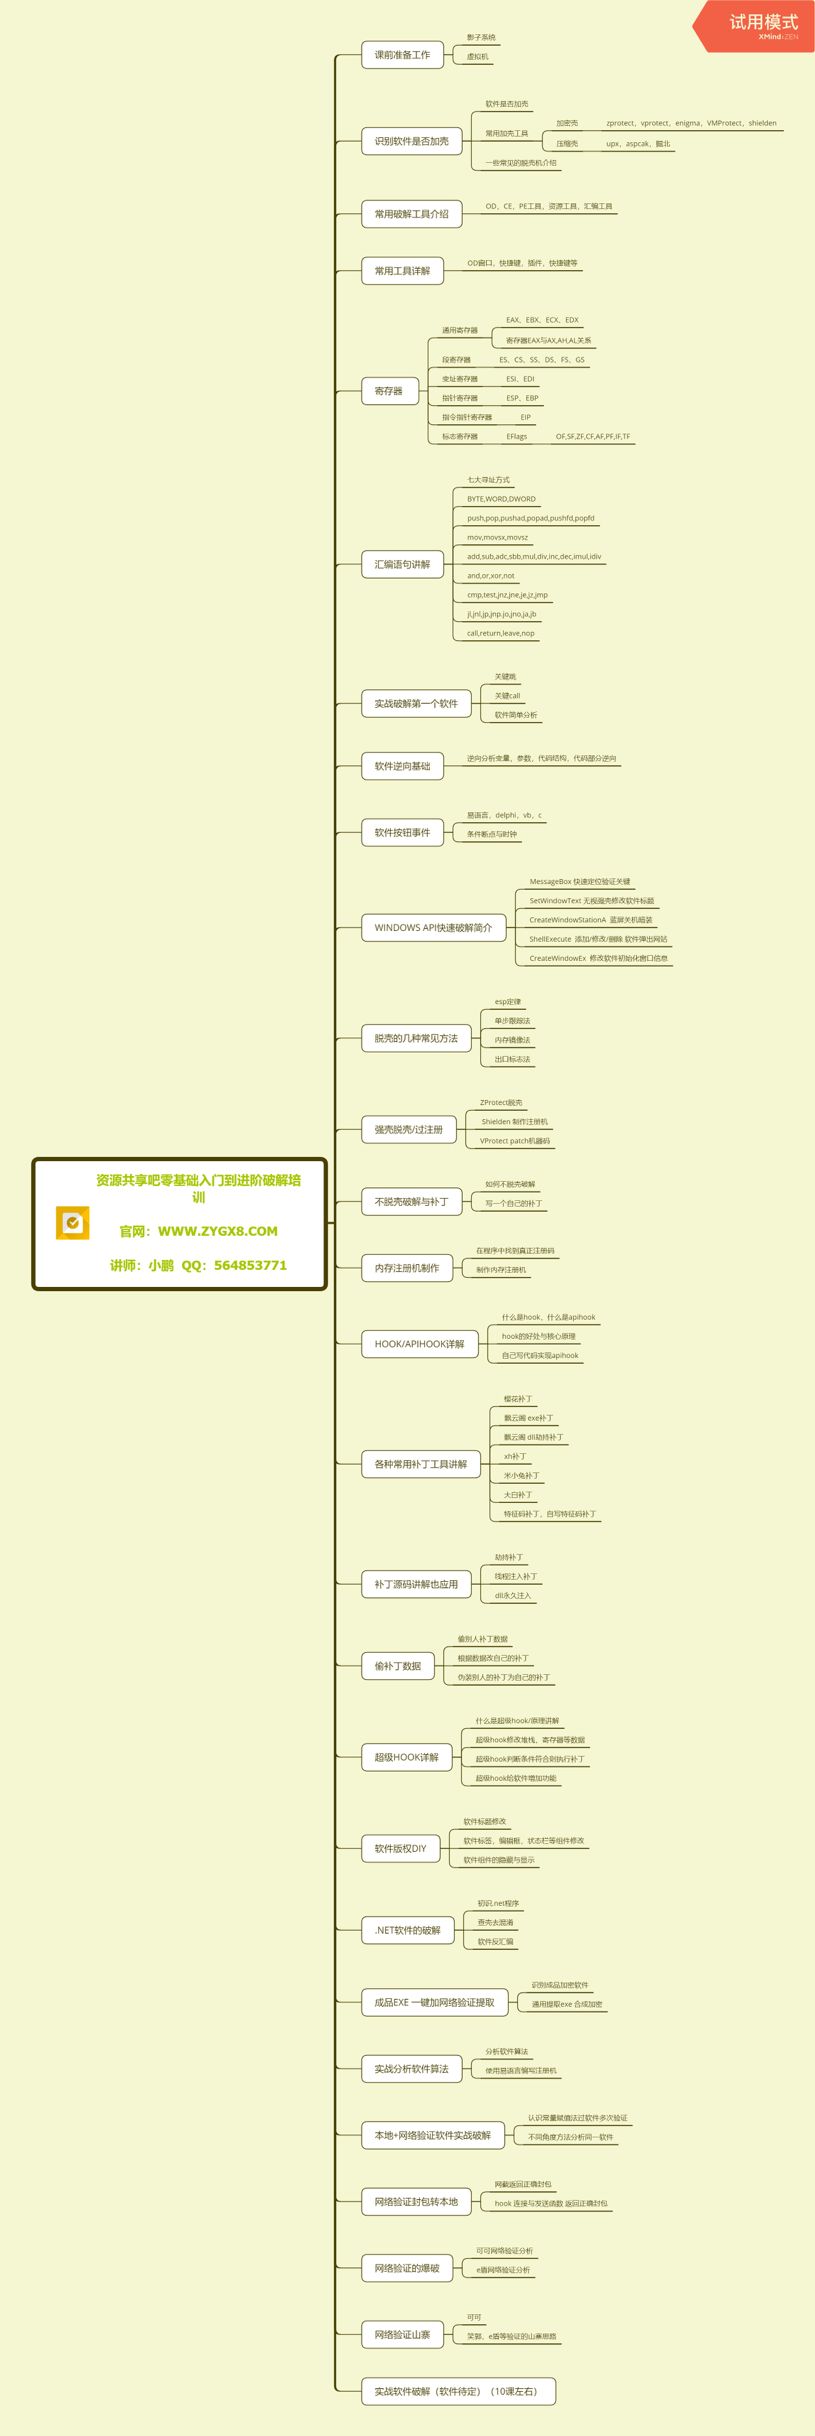 试用模式
XMind:ZEN
资源共享吧零基础入门到进阶破解培
训
官网：WWW.ZYGX8.COM
讲师：小鹏  QQ：564853771
课前准备工作
影子系统
虚拟机
识别软件是否加壳
软件是否加壳
常用加壳工具
加密壳
zprotect，vprotect，enigma，VMProtect，shielden
压缩壳
upx，aspcak，掘北
一些常见的脱壳机介绍
常用破解工具介绍
OD，CE，PE工具，资源工具，汇编工具
常用工具详解
OD窗口，快捷键，插件，快捷键等
寄存器
通用寄存器
EAX、EBX、ECX、EDX
寄存器EAX与AX,AH,AL关系
段寄存器
ES、CS、SS、DS、FS、GS
变址寄存器
ESI、EDI
指针寄存器
ESP、EBP
指令指针寄存器
EIP
标志寄存器
EFlags
OF,SF,ZF,CF,AF,PF,IF,TF
汇编语句讲解
七大寻址方式
BYTE,WORD,DWORD
push,pop,pushad,popad,pushfd,popfd
mov,movsx,movsz
add,sub,adc,sbb,mul,div,inc,dec,imul,idiv
and,or,xor,not
cmp,test,jnz,jne,je,jz,jmp
jl,jnl,jp,jnp.jo,jno,ja,jb
call,return,leave,nop
实战破解第一个软件
关键跳
关键call
软件简单分析
软件逆向基础
逆向分析变量，参数，代码结构，代码部分逆向
软件按钮事件
易语言，delphi，vb，c
条件断点与时钟
WINDOWS API快速破解简介
MessageBox 快速定位验证关键
SetWindowText 无视强壳修改软件标题
CreateWindowStationA  蓝屏关机暗装
ShellExecute  添加/修改/删除 软件弹出网站
CreateWindowEx  修改软件初始化窗口信息
脱壳的几种常见方法
esp定律
单步跟踪法
内存镜像法
出口标志法
强壳脱壳/过注册
ZProtect脱壳
Shielden 制作注册机
VProtect patch机器码
不脱壳破解与补丁
如何不脱壳破解
写一个自己的补丁
内存注册机制作
在程序中找到真正注册码
制作内存注册机
HOOK/APIHOOK详解
什么是hook，什么是apihook
hook的好处与核心原理
自己写代码实现apihook
各种常用补丁工具讲解
樱花补丁
飘云阁 exe补丁
飘云阁 dll劫持补丁
xh补丁
米小兔补丁
大白补丁
特征码补丁，自写特征码补丁
补丁源码讲解也应用
劫持补丁
线程注入补丁
dll永久注入
偷补丁数据
偷别人补丁数据
根据数据改自己的补丁
伪装别人的补丁为自己的补丁
超级HOOK详解
什么是超级hook/原理讲解
超级hook修改堆栈、寄存器等数据
超级hook判断条件符合则执行补丁
超级hook给软件增加功能
软件版权DIY
软件标题修改
软件标签，编辑框，状态栏等组件修改
软件组件的隐藏与显示
.NET软件的破解
初识.net程序
查壳去混淆
软件反汇编
成品EXE 一键加网络验证提取
识别成品加密软件
通用提取exe 合成加密
实战分析软件算法
分析软件算法
使用易语言编写注册机
本地+网络验证软件实战破解
认识常量赋值法过软件多次验证
不同角度方法分析同一软件
网络验证封包转本地
网截返回正确封包
hook 连接与发送函数 返回正确封包
网络验证的爆破
可可网络验证分析
e盾网络验证分析
网络验证山寨
可可
笑郭、e盾等验证的山寨思路
实战软件破解（软件待定）（10课左右）